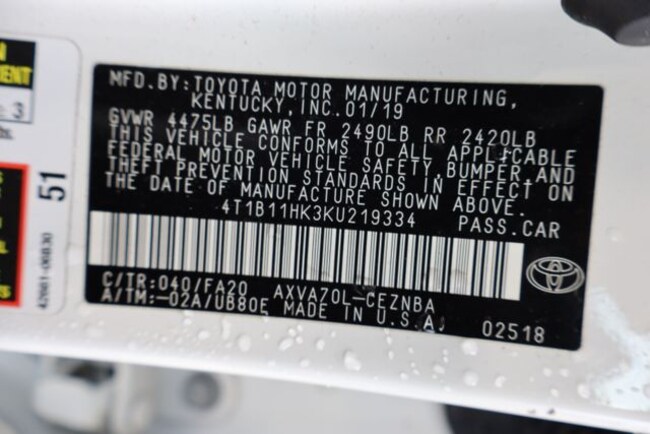 MFD.BY:TOYOTA MOTOR MANUFACTURING,
KENTUCKY,INC.01/19
GVWR 4475LB GAWR FR 2490LB RR 2420LB
THIS VEHICLE CONFORMS TO ALL APPLICABLE
FEDERAL MOTOR VEHICLE SAFETY,BUMPER,AND
THEFT PREVENTION STANDARDS IN EFFECT ON
THE DATE OF MANUFACTURE SHOWN ABOVE.
4T1B11HK3KU219334 PASS.CAR
C/TR:040/FA20 AXVA70L-CEZNBA
A/TM:-02A/UB80E MADE IN U.S.A. 02518
51
3